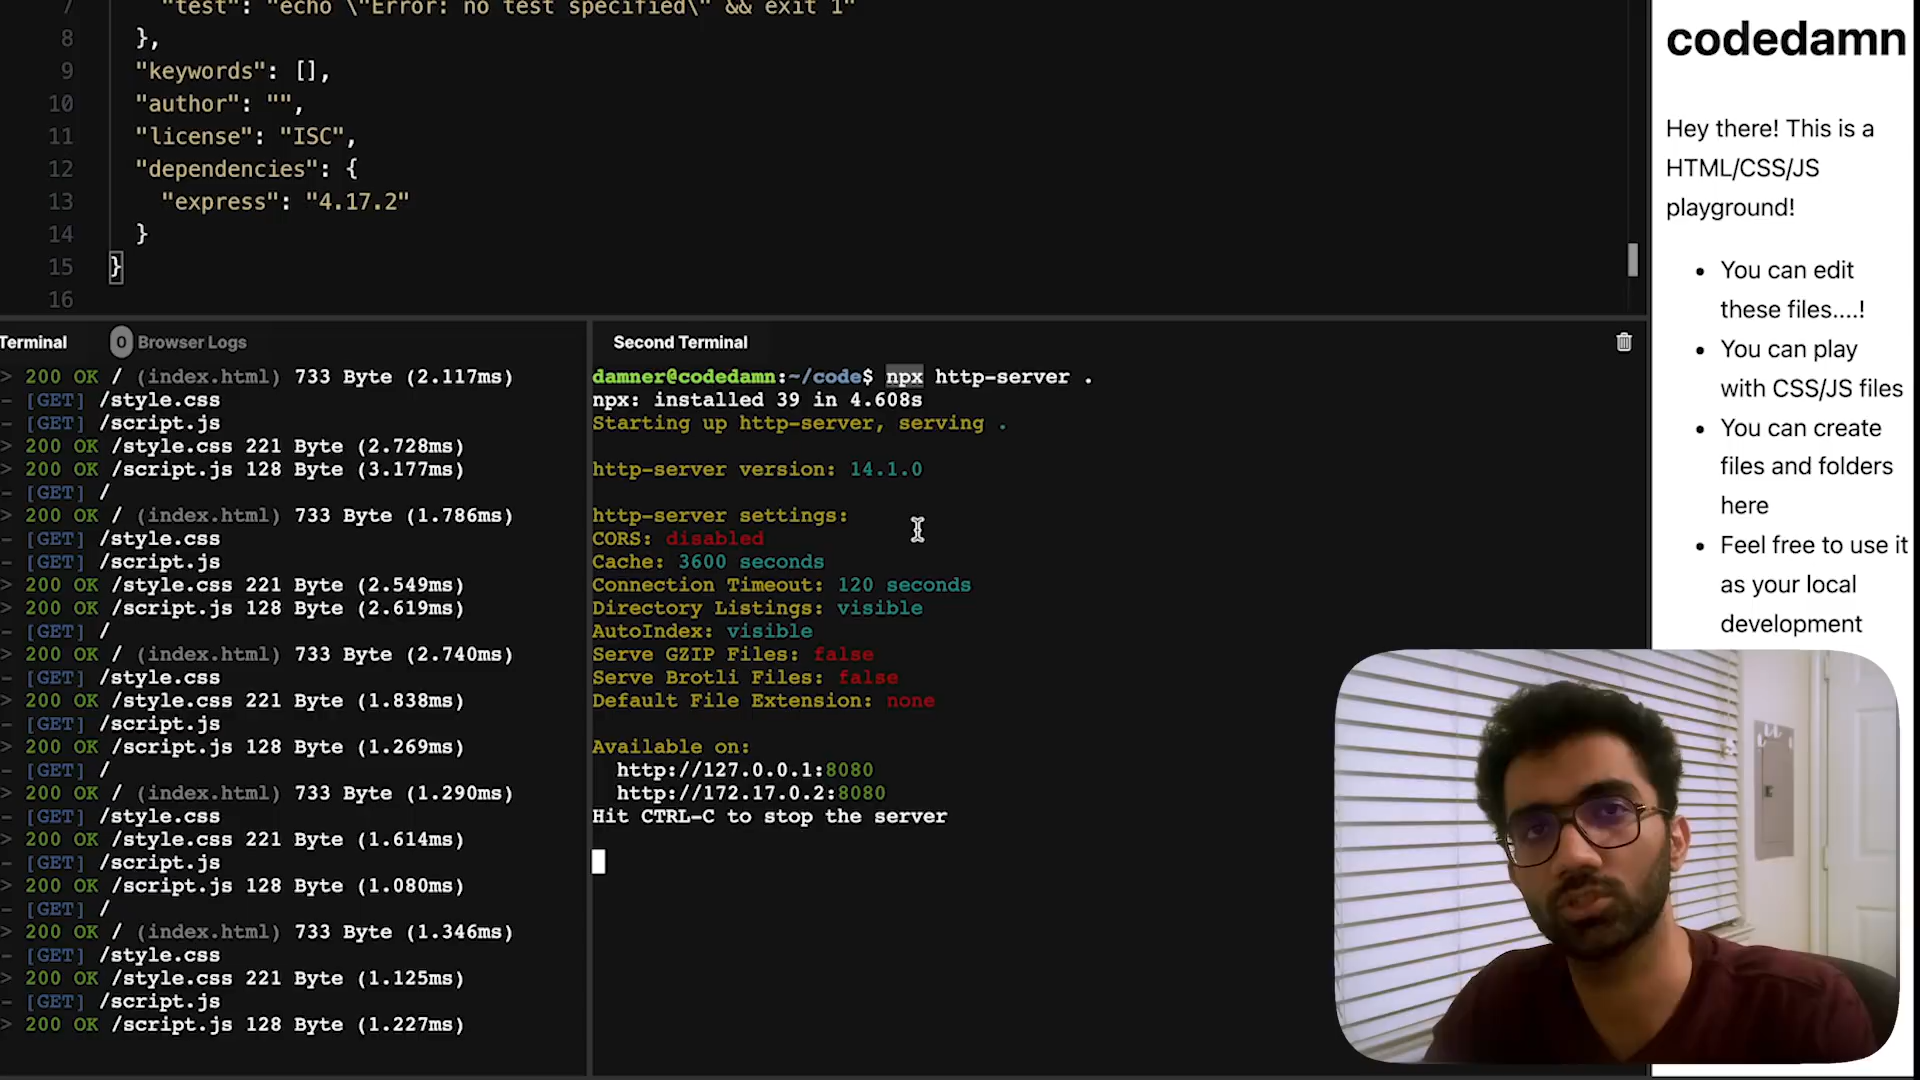 7 "test": "echo \"Error: no test specified\" && exit 1"
8 },
9 "keywords": [],
10 "author": "",
11 "license": "ISC",
12 "dependencies": {
13 "express": "4.17.2"
14 }
15 }
16
Terminal
0 Browser Logs
> 200 OK / (index.html) 733 Byte (2.117ms)
- [GET] /style.css
- [GET] /script.js
> 200 OK /style.css 221 Byte (2.728ms)
> 200 OK /script.js 128 Byte (3.177ms)
- [GET] /
> 200 OK / (index.html) 733 Byte (1.786ms)
- [GET] /style.css
- [GET] /script.js
> 200 OK /style.css 221 Byte (2.549ms)
> 200 OK /script.js 128 Byte (2.619ms)
- [GET] /
> 200 OK / (index.html) 733 Byte (2.740ms)
- [GET] /style.css
> 200 OK /style.css 221 Byte (1.838ms)
- [GET] /script.js
> 200 OK /script.js 128 Byte (1.269ms)
- [GET] /
> 200 OK / (index.html) 733 Byte (1.290ms)
- [GET] /style.css
> 200 OK /style.css 221 Byte (1.614ms)
- [GET] /script.js
> 200 OK /script.js 128 Byte (1.080ms)
- [GET] /
> 200 OK / (index.html) 733 Byte (1.346ms)
- [GET] /style.css
> 200 OK /style.css 221 Byte (1.125ms)
- [GET] /script.js
> 200 OK /script.js 128 Byte (1.227ms)
Second Terminal
damner@codedamn:~/code$ npx http-server .
npx: installed 39 in 4.608s
Starting up http-server, serving .
http-server version: 14.1.0
http-server settings:
CORS: disabled
Cache: 3600 seconds
Connection Timeout: 120 seconds
Directory Listings: visible
AutoIndex: visible
Serve GZIP Files: false
Serve Brotli Files: false
Default File Extension: none
Available on:
http://127.0.0.1:8080
http://172.17.0.2:8080
Hit CTRL-C to stop the server
codedamn
Hey there! This is a
HTML/CSS/JS
playground!
• You can edit
these files....!
• You can play
with CSS/JS files
• You can create
files and folders
here
• Feel free to use it
as your local
development